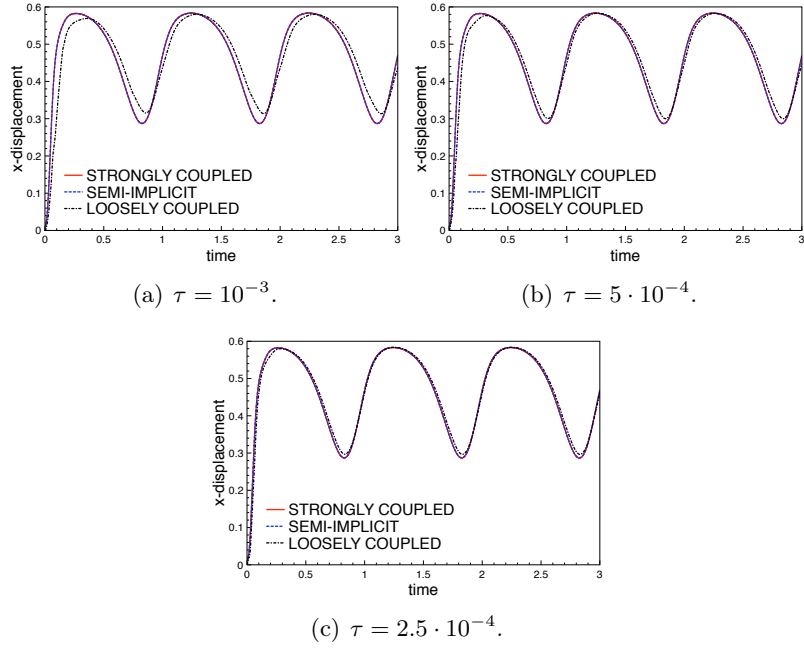 0.6
0.5
0.4
0.3
0.2
0.1
0
x-displacement
STRONGLY COUPLED
SEMI-IMPLICIT
LOOSELY COUPLED
0 0.5 1 1.5 2 2.5 3
time
(a) τ = 10⁻³.
0.6
0.5
0.4
0.3
0.2
0.1
0
x-displacement
STRONGLY COUPLED
SEMI-IMPLICIT
LOOSELY COUPLED
0 0.5 1 1.5 2 2.5 3
time
(b) τ = 5 · 10⁻⁴.
0.6
0.5
0.4
0.3
0.2
0.1
0
x-displacement
STRONGLY COUPLED
SEMI-IMPLICIT
LOOSELY COUPLED
0 0.5 1 1.5 2 2.5 3
time
(c) τ = 2.5 · 10⁻⁴.